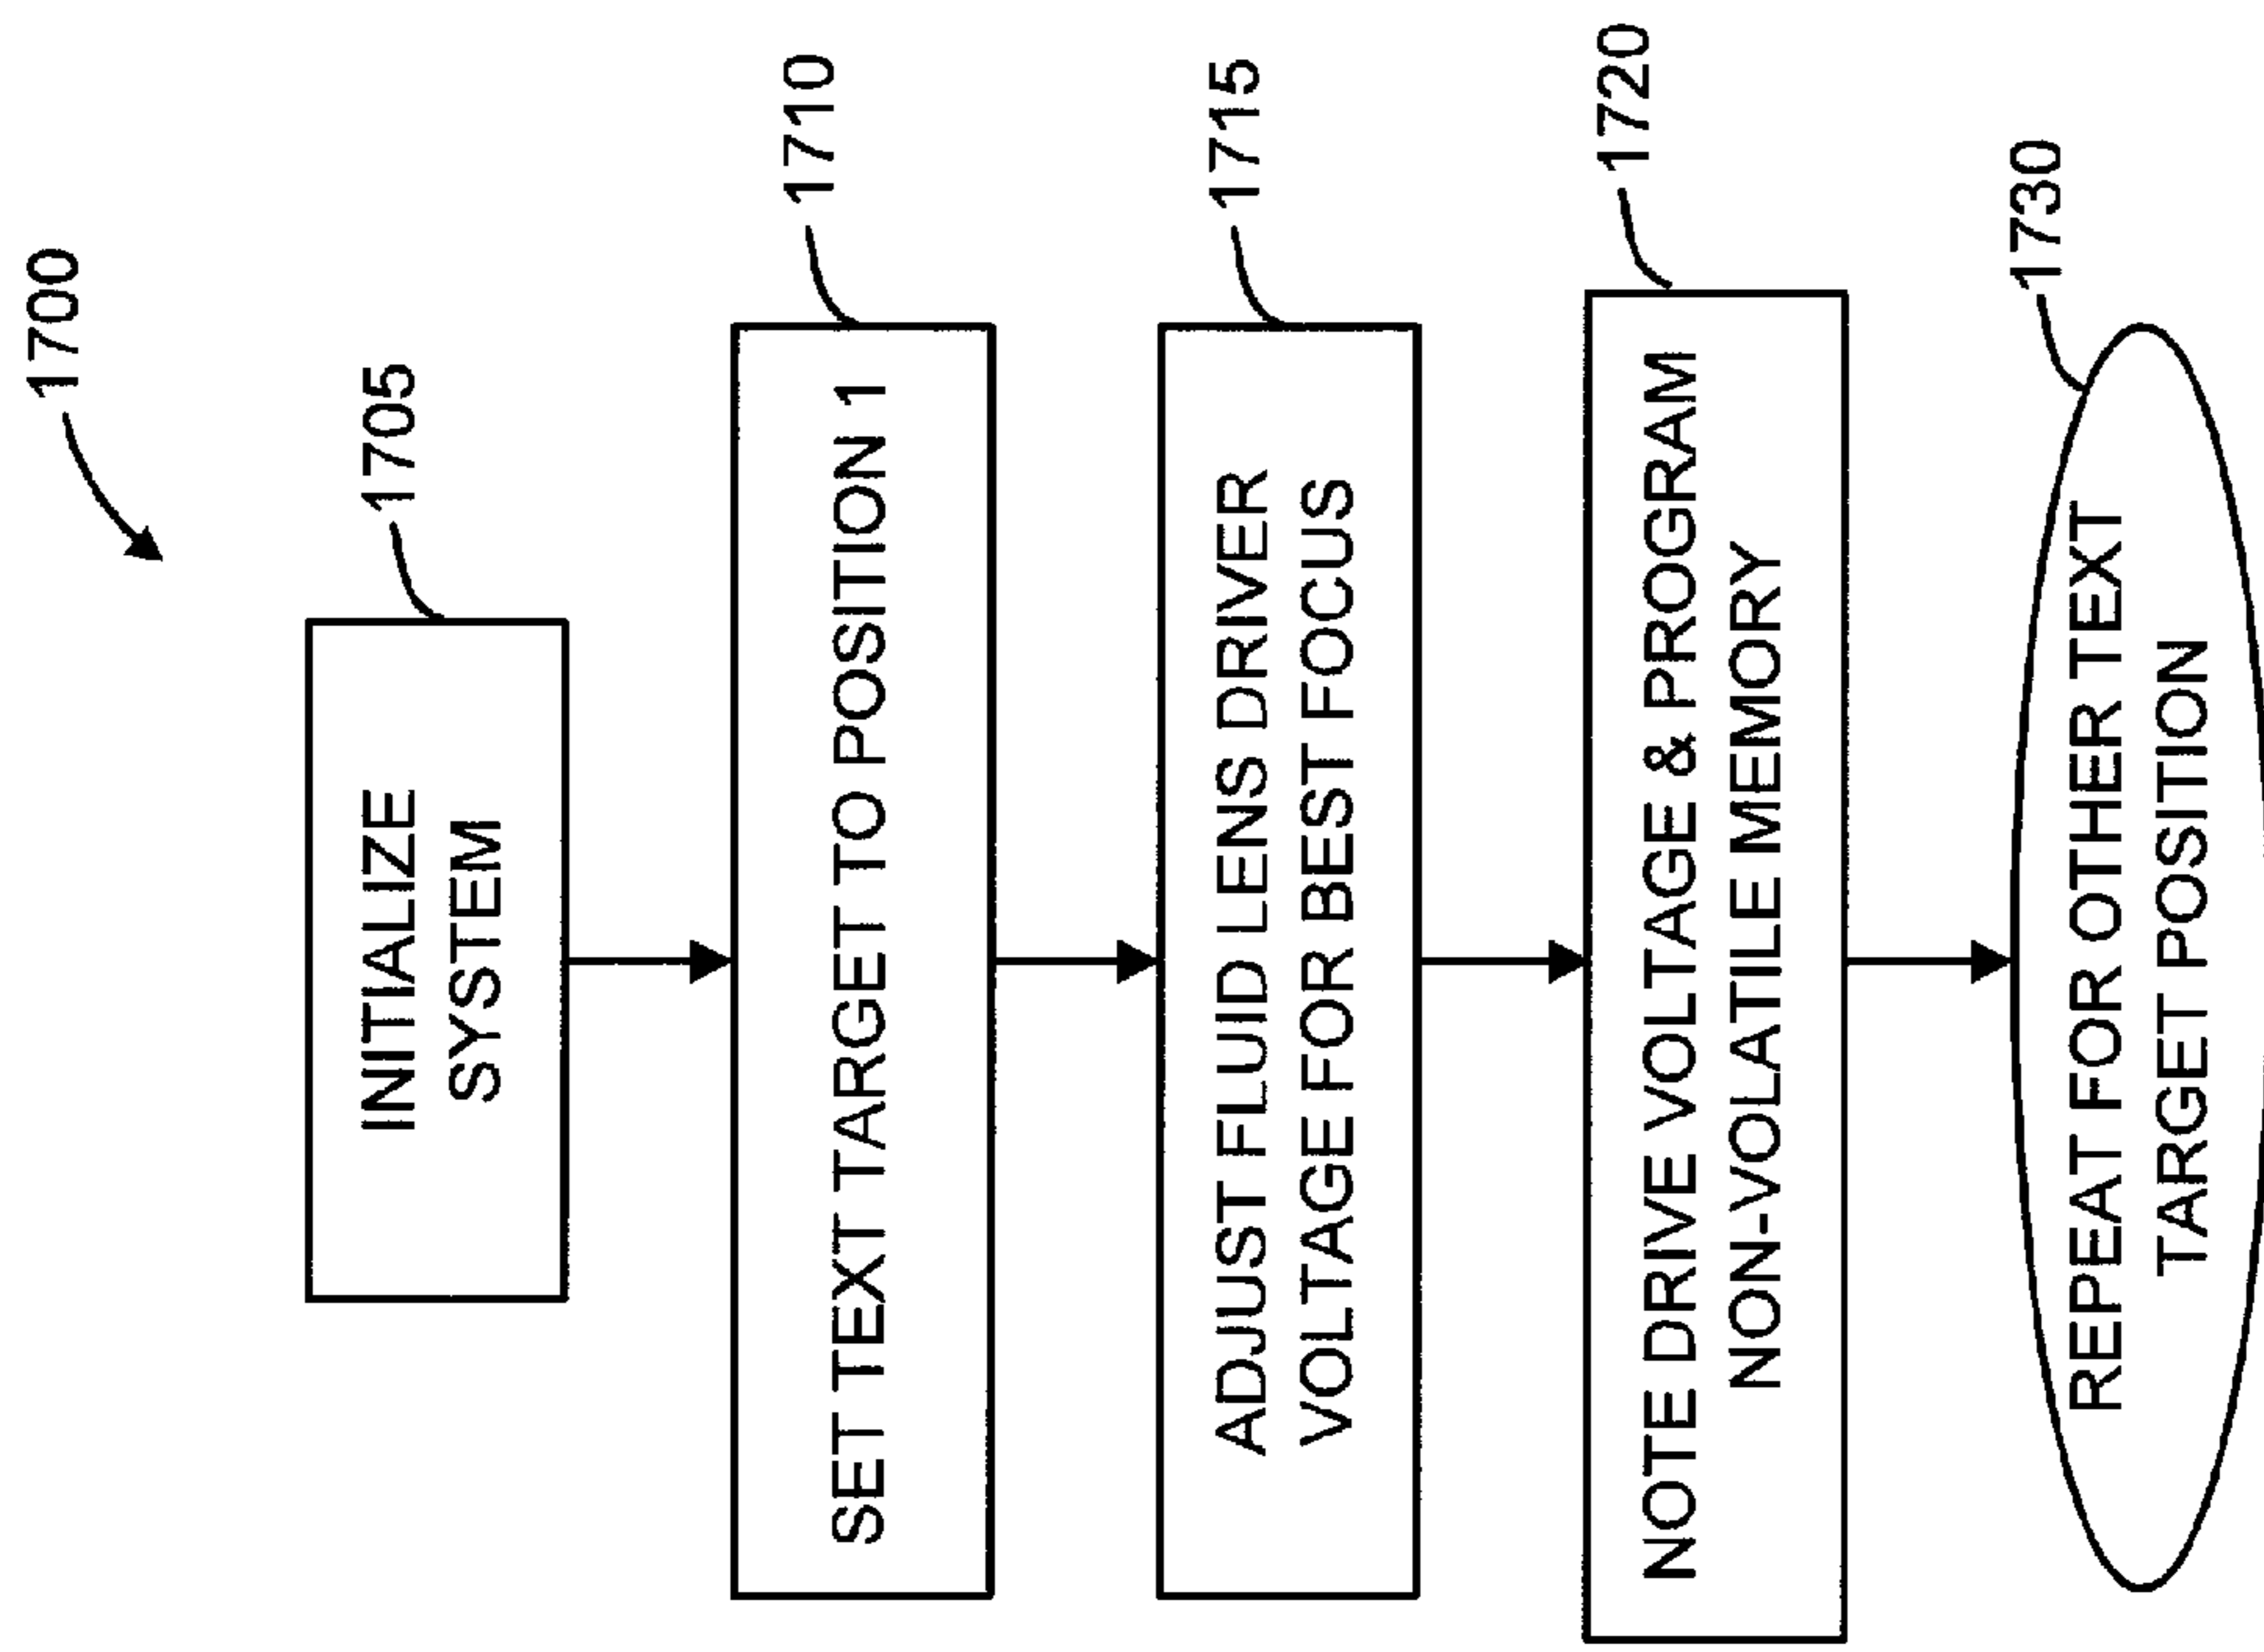 1700
1705
INITIALIZE
SYSTEM
1710
SET TEXT TARGET TO POSITION 1
1715
ADJUST FLUID LENS DRIVER
VOLTAGE FOR BEST FOCUS
1720
NOTE DRIVE VOLTAGE & PROGRAM
NON-VOLATILE MEMORY
1730
REPEAT FOR OTHER TEXT
TARGET POSITION